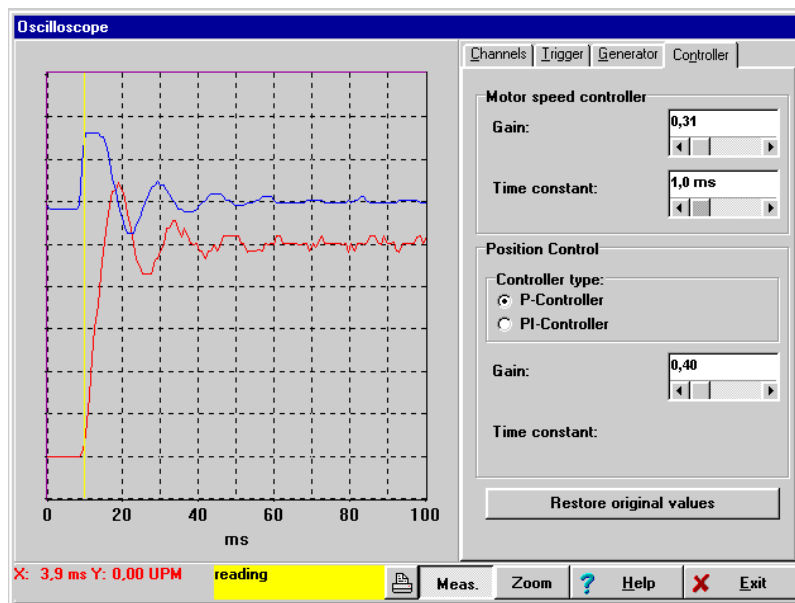 Oscilloscope
Channels Trigger Generator Controller
Motor speed controller
Gain: 0,31
Time constant: 1,0 ms
Position Control
Controller type:
P-Controller
PI-Controller
Gain: 0,40
Time constant:
Restore original values
0 20 40 60 80 100
ms
X: 3,9 ms Y: 0,00 UPM reading Meas. Zoom ? Help Exit